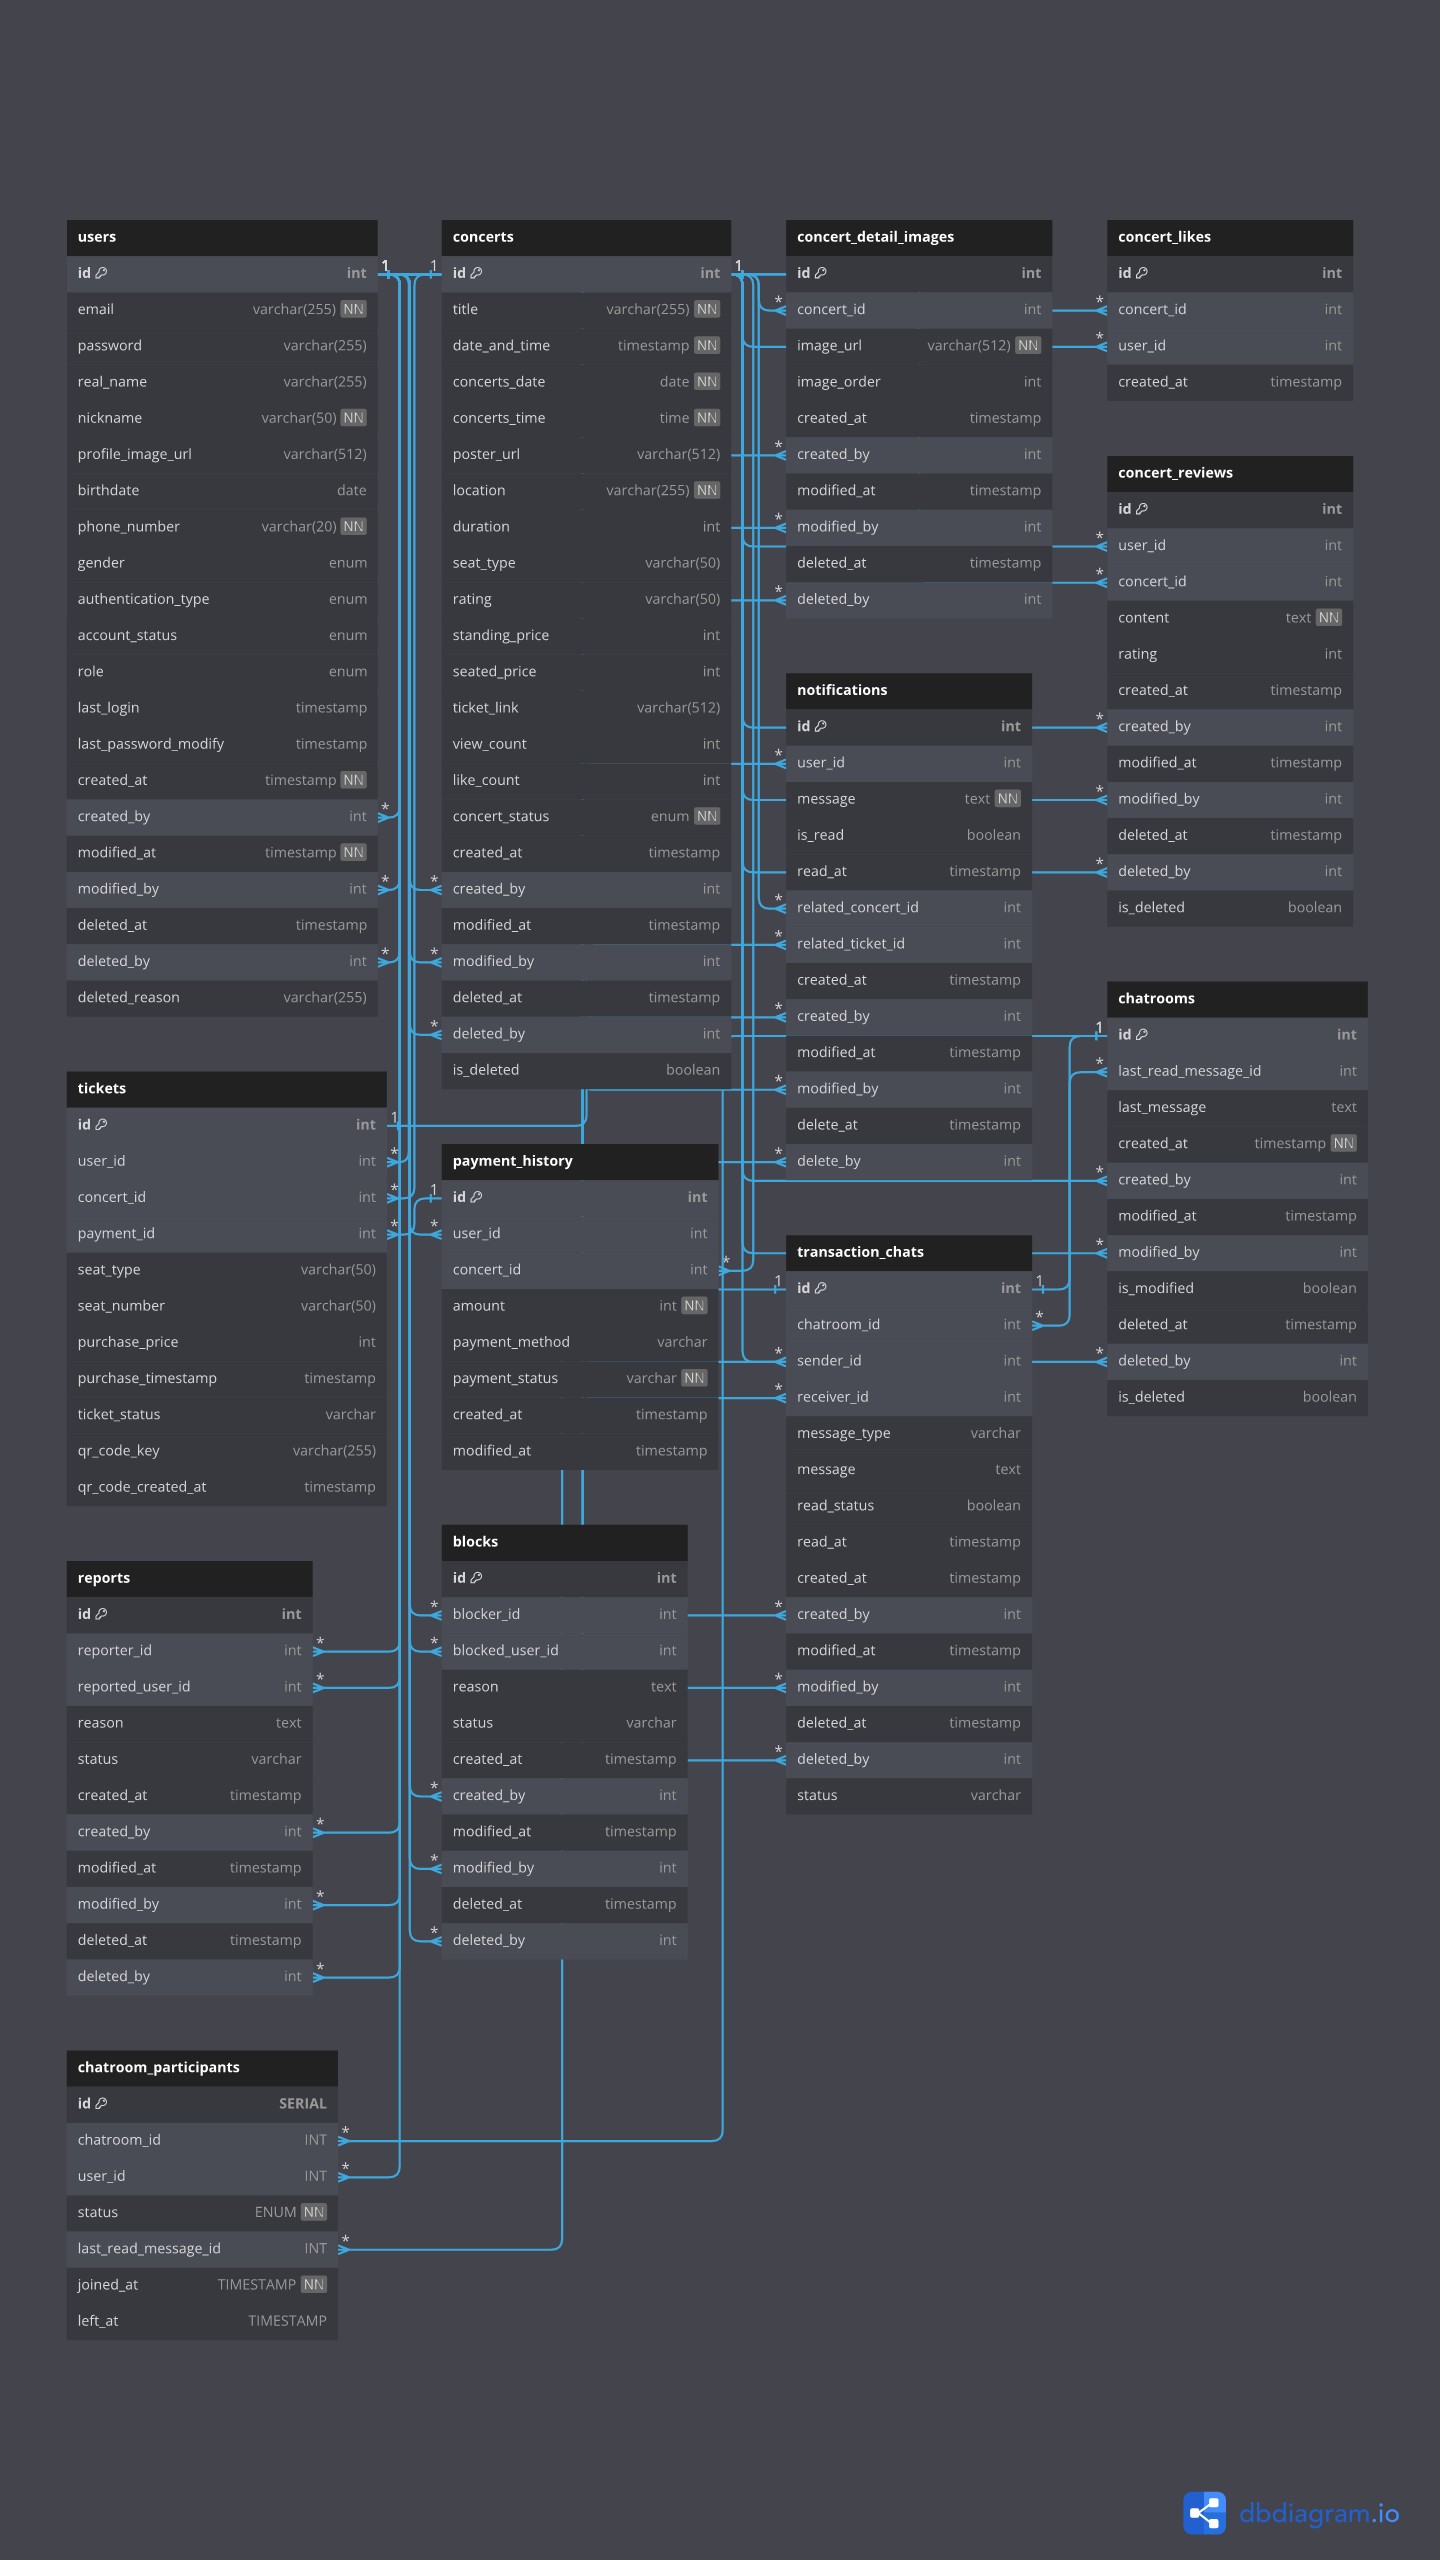 users
id int
email varchar(255) NN
password varchar(255)
real_name varchar(255)
nickname varchar(50) NN
profile_image_url varchar(512)
birthdate date
phone_number varchar(20) NN
gender enum
authentication_type enum
account_status enum
role enum
last_login timestamp
last_password_modify timestamp
created_at timestamp NN
created_by int
modified_at timestamp NN
modified_by int
deleted_at timestamp
deleted_by int
deleted_reason varchar(255)
tickets
id int
user_id int
concert_id int
payment_id int
seat_type varchar(50)
seat_number varchar(50)
purchase_price int
purchase_timestamp timestamp
ticket_status varchar
qr_code_key varchar(255)
qr_code_created_at timestamp
reports
id int
reporter_id int
reported_user_id int
reason text
status varchar
created_at timestamp
created_by int
modified_at timestamp
modified_by int
deleted_at timestamp
deleted_by int
chatroom_participants
id SERIAL
chatroom_id INT
user_id INT
status ENUM NN
last_read_message_id INT
joined_at TIMESTAMP NN
left_at TIMESTAMP
concerts
id int
title varchar(255) NN
date_and_time timestamp NN
concerts_date date NN
concerts_time time NN
poster_url varchar(512)
location varchar(255) NN
duration int
seat_type varchar(50)
rating varchar(50)
standing_price int
seated_price int
ticket_link varchar(512)
view_count int
like_count int
concert_status enum NN
created_at timestamp
created_by int
modified_at timestamp
modified_by int
deleted_at timestamp
deleted_by int
is_deleted boolean
payment_history
id int
user_id int
concert_id int
amount int NN
payment_method varchar
payment_status varchar NN
created_at timestamp
modified_at timestamp
blocks
id int
blocker_id int
blocked_user_id int
reason text
status varchar
created_at timestamp
created_by int
modified_at timestamp
modified_by int
deleted_at timestamp
deleted_by int
concert_detail_images
id int
concert_id int
image_url varchar(512) NN
image_order int
created_at timestamp
created_by int
modified_at timestamp
modified_by int
deleted_at timestamp
deleted_by int
notifications
id int
user_id int
message text NN
is_read boolean
read_at timestamp
related_concert_id int
related_ticket_id int
created_at timestamp
created_by int
modified_at timestamp
modified_by int
delete_at timestamp
delete_by int
transaction_chats
id int
chatroom_id int
sender_id int
receiver_id int
message_type varchar
message text
read_status boolean
read_at timestamp
created_at timestamp
created_by int
modified_at timestamp
modified_by int
deleted_at timestamp
deleted_by int
status varchar
concert_likes
id int
concert_id int
user_id int
created_at timestamp
concert_reviews
id int
user_id int
concert_id int
content text NN
rating int
created_at timestamp
created_by int
modified_at timestamp
modified_by int
deleted_at timestamp
deleted_by int
is_deleted boolean
chatrooms
id int
last_read_message_id int
last_message text
created_at timestamp NN
created_by int
modified_at timestamp
modified_by int
is_modified boolean
deleted_at timestamp
deleted_by int
is_deleted boolean
dbdiagram.io